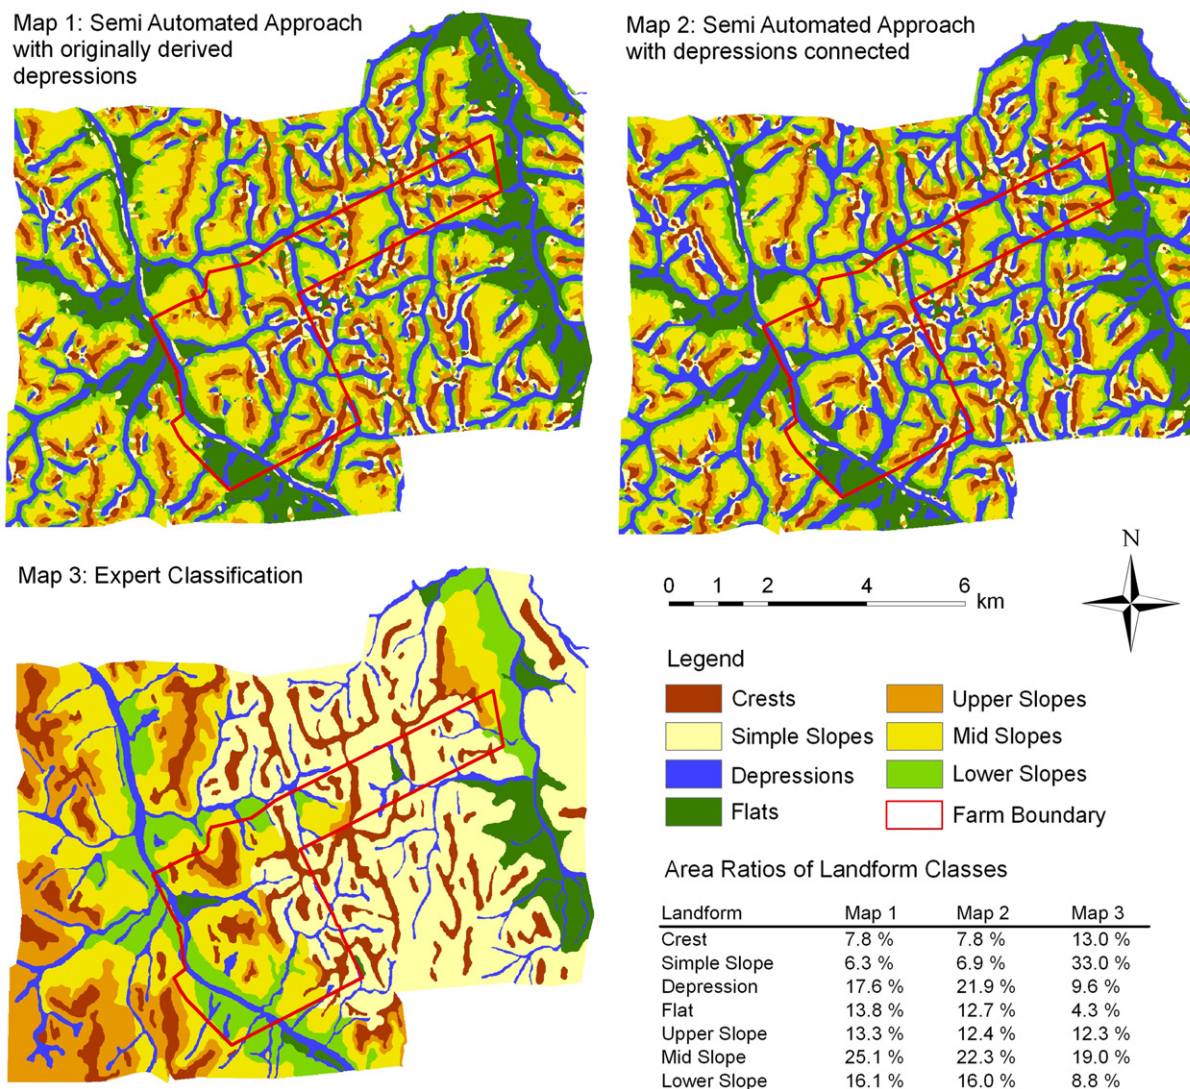 Map 1: Semi Automated Approach
with originally derived
depressions
Map 2: Semi Automated Approach
with depressions connected
Map 3: Expert Classification
N
0 1 2 4 6
km
Legend
Crests Upper Slopes
Simple Slopes Mid Slopes
Depressions Lower Slopes
Flats Farm Boundary
Area Ratios of Landform Classes
Landform Map 1 Map 2 Map 3
Crest 7.8 % 7.8 % 13.0 %
Simple Slope 6.3 % 6.9 % 33.0 %
Depression 17.6 % 21.9 % 9.6 %
Flat 13.8 % 12.7 % 4.3 %
Upper Slope 13.3 % 12.4 % 12.3 %
Mid Slope 25.1 % 22.3 % 19.0 %
Lower Slope 16.1 % 16.0 % 8.8 %